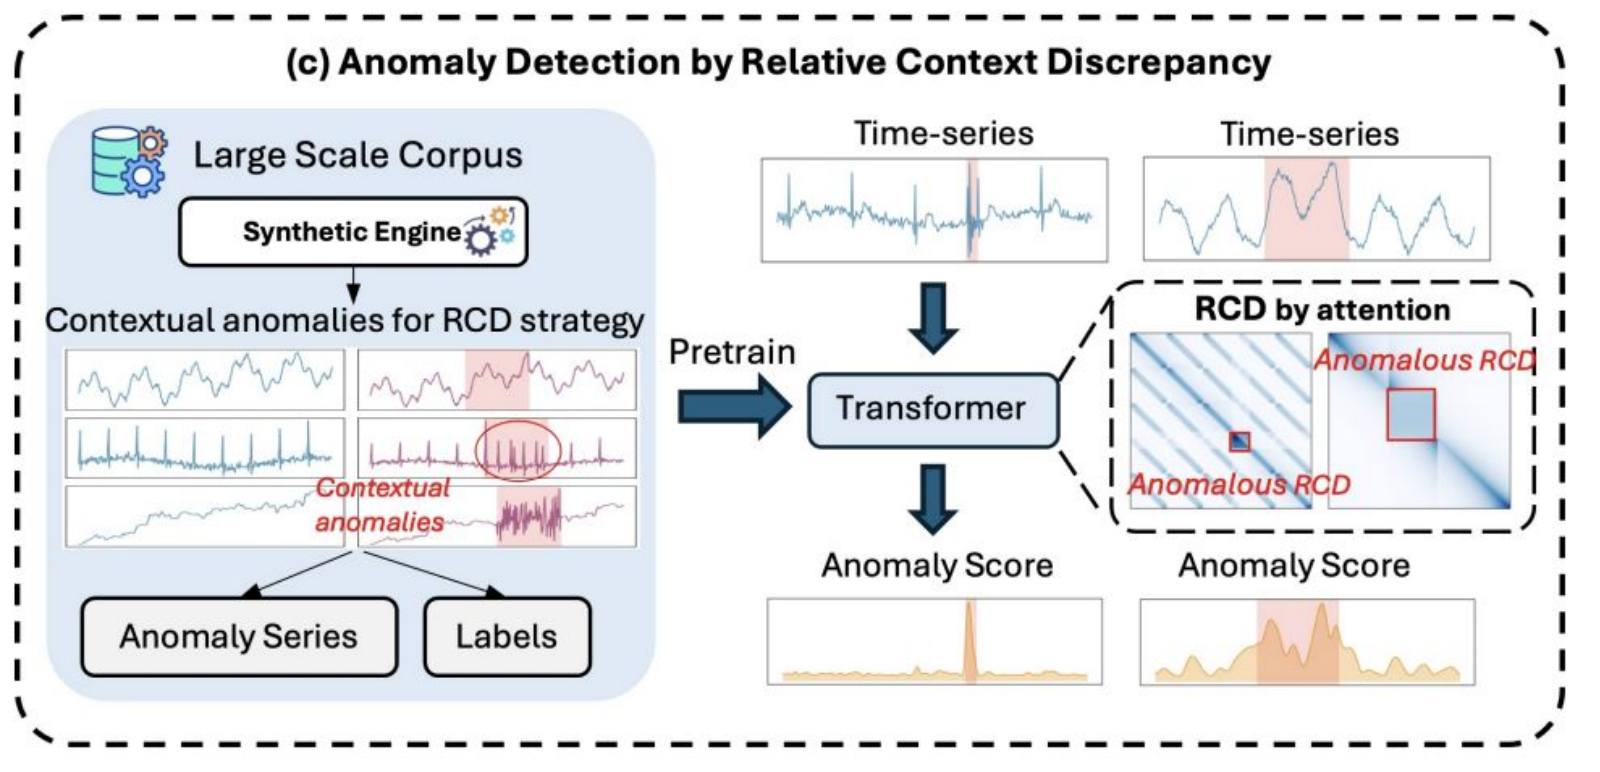 (c) Anomaly Detection by Relative Context Discrepancy
Large Scale Corpus
Synthetic Engine
Contextual anomalies for RCD strategy
Contextual
anomalies
Anomaly Series
Labels
Pretrain
Time-series
Time-series
Transformer
RCD by attention
Anomalous RCD
Anomalous RCD
Anomaly Score
Anomaly Score